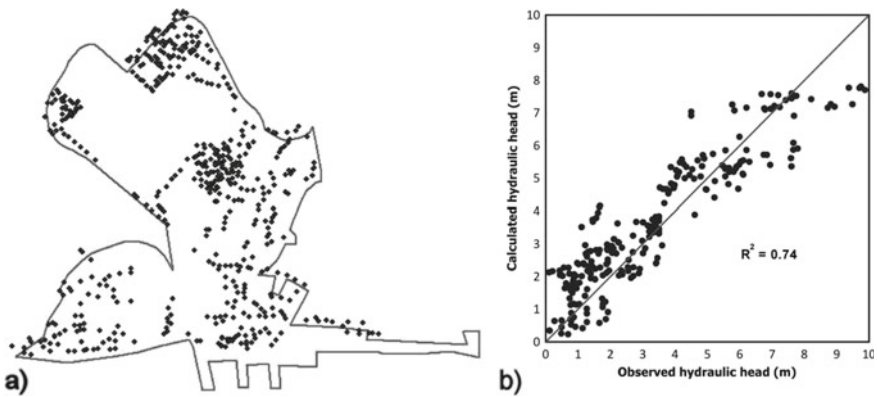 a)
b)
Calculated hydraulic head (m)
10
9
8
7
6
5
4
3
2
1
0
R² = 0.74
0 1 2 3 4 5 6 7 8 9 10
Observed hydraulic head (m)